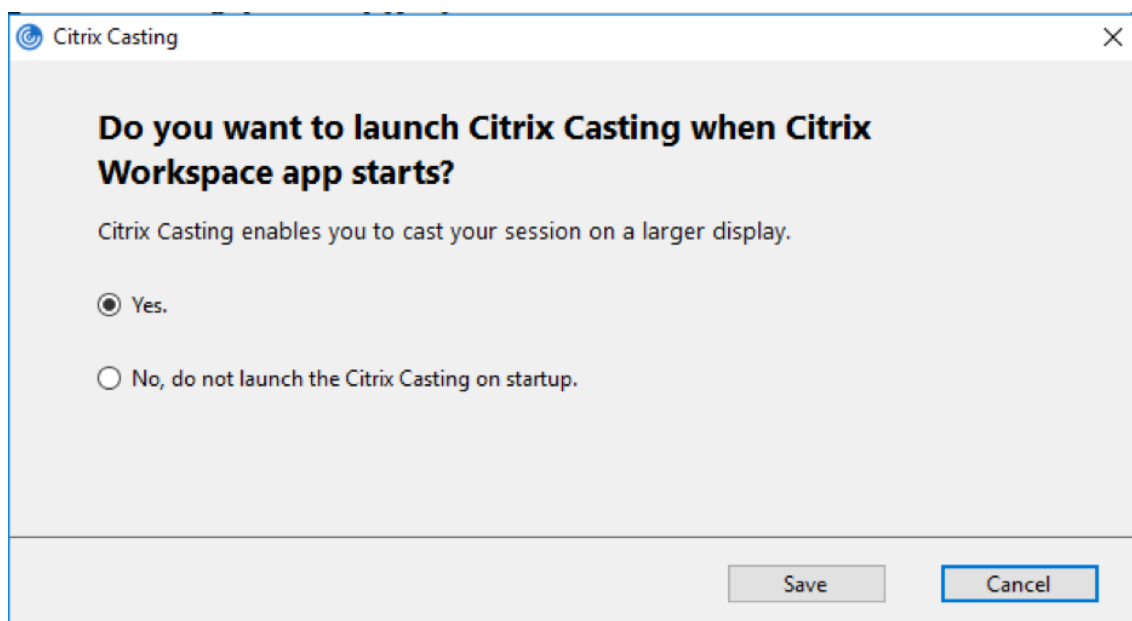 Citrix Casting
Do you want to launch Citrix Casting when Citrix
Workspace app starts?
Citrix Casting enables you to cast your session on a larger display.
Yes.
No, do not launch the Citrix Casting on startup.
Save
Cancel